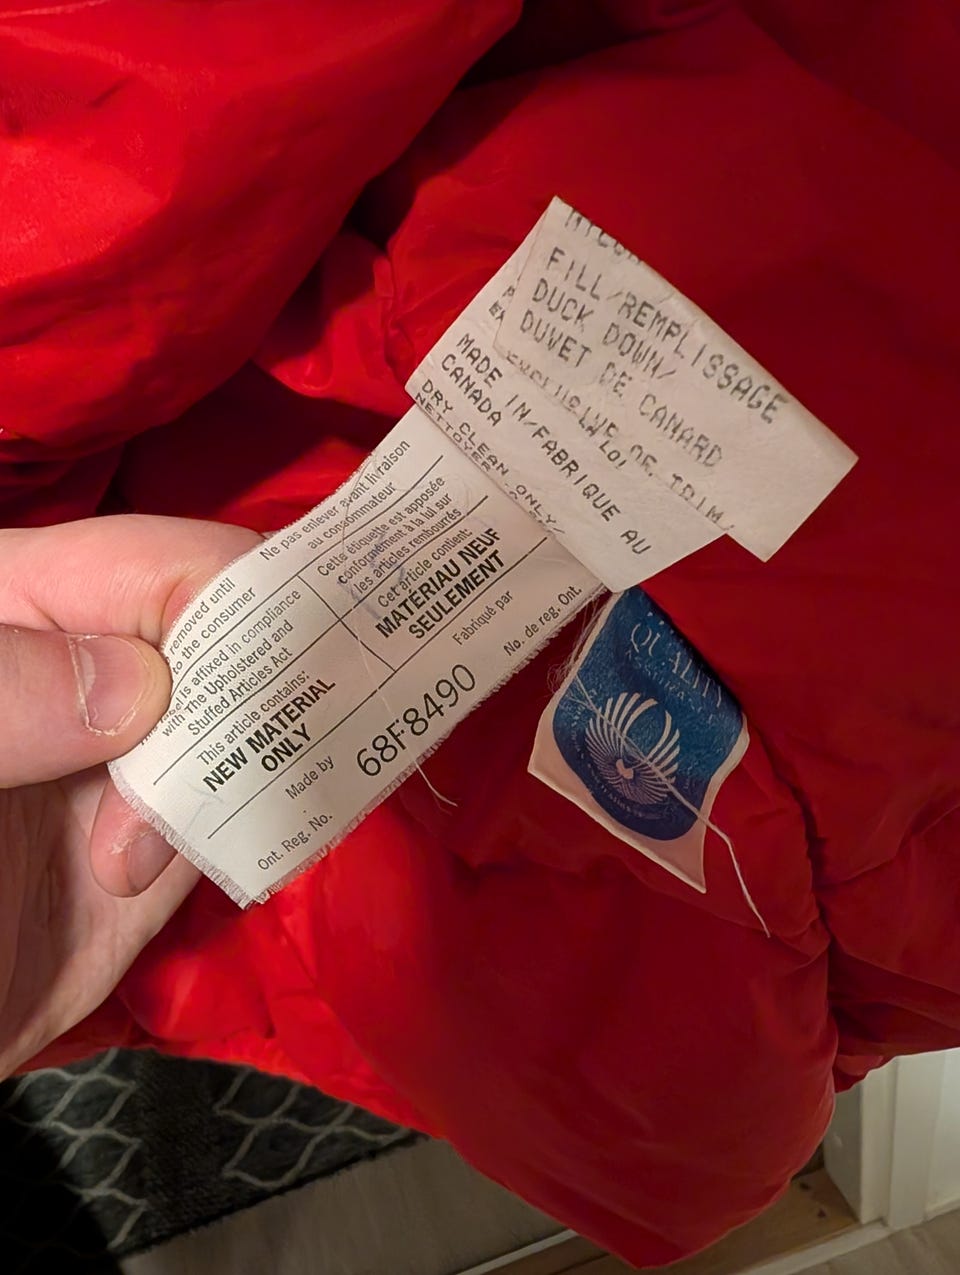 FILL/REMPLISSAGE
DUCK DOWN/
DUVET DE CANARD
EXCLUSIVE OF TRIM/
MADE IN/FABRIQUE AU
CANADA
DRY CLEAN ONLY/
NETTOYER
Ne pas enlever avant livraison
au consommateur
Cette étiquette est apposée
conformément à la loi sur
les articles rembourrés
Cet article contient:
MATÉRIAU NEUF
SEULEMENT
Fabriqué par
No. de reg. Ont.
removed until
to the consumer
is affixed in compliance
with The Upholstered and
Stuffed Articles Act
This article contains:
NEW MATERIAL
ONLY
Made by
68F8490
Ont. Reg. No.
QUALITY
ASSURANCE